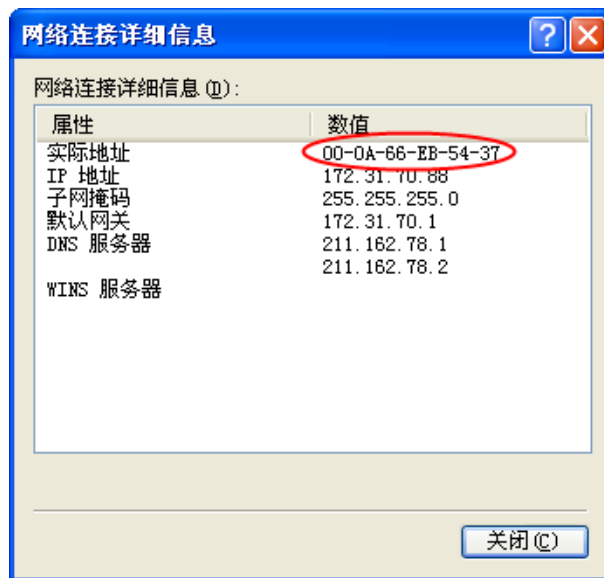 网络连接详细信息
网络连接详细信息(D):
属性 数值
实际地址 00-0A-66-EB-54-37
IP 地址 172.31.70.88
子网掩码 255.255.255.0
默认网关 172.31.70.1
DNS 服务器 211.162.78.1
211.162.78.2
WINS 服务器
关闭(C)